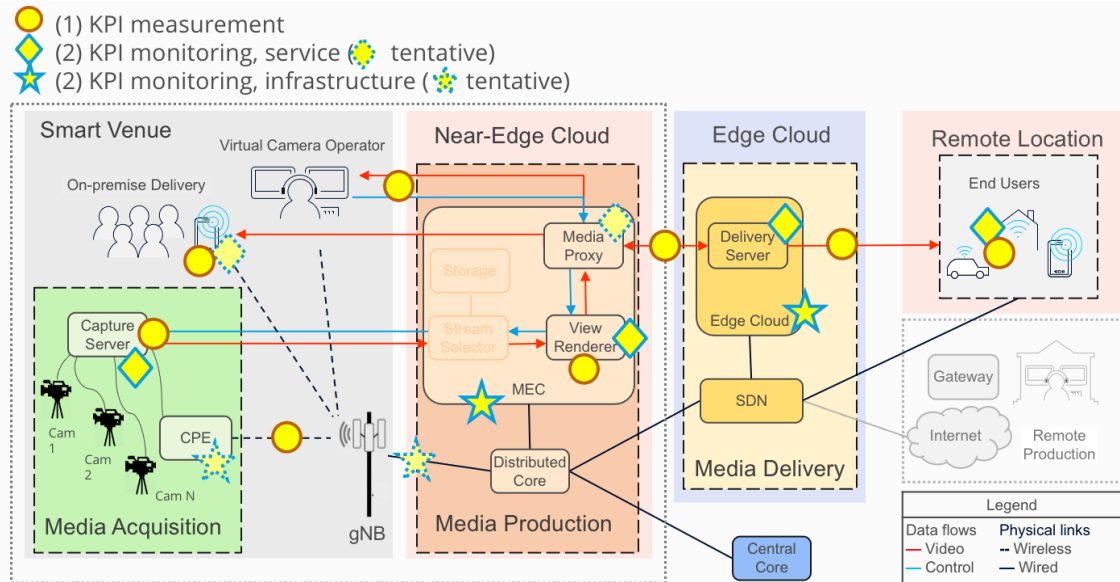 (1) KPI measurement
(2) KPI monitoring, service ( tentative)
(2) KPI monitoring, infrastructure ( tentative)
Smart Venue
Near-Edge Cloud
Edge Cloud
Remote Location
Virtual Camera Operator
On-premise Delivery
End Users
Media
Proxy
Delivery
Server
Storage
Capture
Server
Stream
Selector
View
Renderer
Edge Cloud
MEC
Gateway
SDN
Cam
1
Cam
2
Cam N
CPE
Internet
Remote
Production
Distributed
Core
Media Delivery
Media Acquisition
gNB
Media Production
Central
Core
Legend
Data flows
Physical links
Video
Wireless
Control
Wired